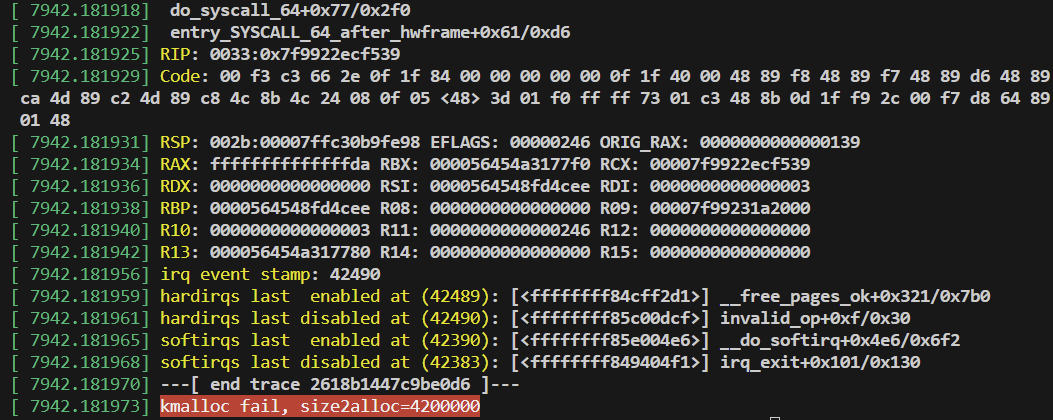 [ 7942.181918]  do_syscall_64+0x77/0x2f0
[ 7942.181922]  entry_SYSCALL_64_after_hwframe+0x61/0xd6
[ 7942.181925] RIP: 0033:0x7f9922ecf539
[ 7942.181929] Code: 00 f3 c3 66 2e 0f 1f 84 00 00 00 00 00 0f 1f 40 00 48 89 f8 48 89 f7 48 89 d6 48 89
ca 4d 89 c2 4d 89 c8 4c 8b 4c 24 08 0f 05 <48> 3d 01 f0 ff ff 73 01 c3 48 8b 0d 1f f9 2c 00 f7 d8 64 89
01 48
[ 7942.181931] RSP: 002b:00007ffc30b9fe98 EFLAGS: 00000246 ORIG_RAX: 0000000000000139
[ 7942.181934] RAX: ffffffffffffffda RBX: 000056454a3177f0 RCX: 00007f9922ecf539
[ 7942.181936] RDX: 0000000000000000 RSI: 0000564548fd4cee RDI: 0000000000000003
[ 7942.181938] RBP: 0000564548fd4cee R08: 0000000000000000 R09: 00007f99231a2000
[ 7942.181940] R10: 0000000000000003 R11: 0000000000000246 R12: 0000000000000000
[ 7942.181942] R13: 000056454a317780 R14: 0000000000000000 R15: 0000000000000000
[ 7942.181956] irq event stamp: 42490
[ 7942.181959] hardirqs last  enabled at (42489): [<ffffffff84cff2d1>] __free_pages_ok+0x321/0x7b0
[ 7942.181961] hardirqs last disabled at (42490): [<ffffffff85c00dcf>] invalid_op+0xf/0x30
[ 7942.181965] softirqs last  enabled at (42390): [<ffffffff85e004e6>] __do_softirq+0x4e6/0x6f2
[ 7942.181968] softirqs last disabled at (42383): [<ffffffff849404f1>] irq_exit+0x101/0x130
[ 7942.181970] ---[ end trace 2618b1447c9be0d6 ]---
[ 7942.181973] kmalloc fail, size2alloc=4200000